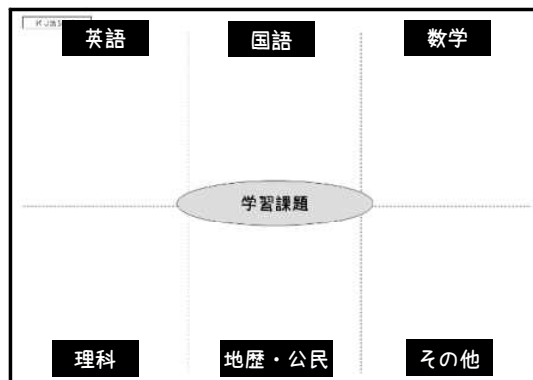 英語
国語
数学
学習課題
理科
地歴・公民
その他